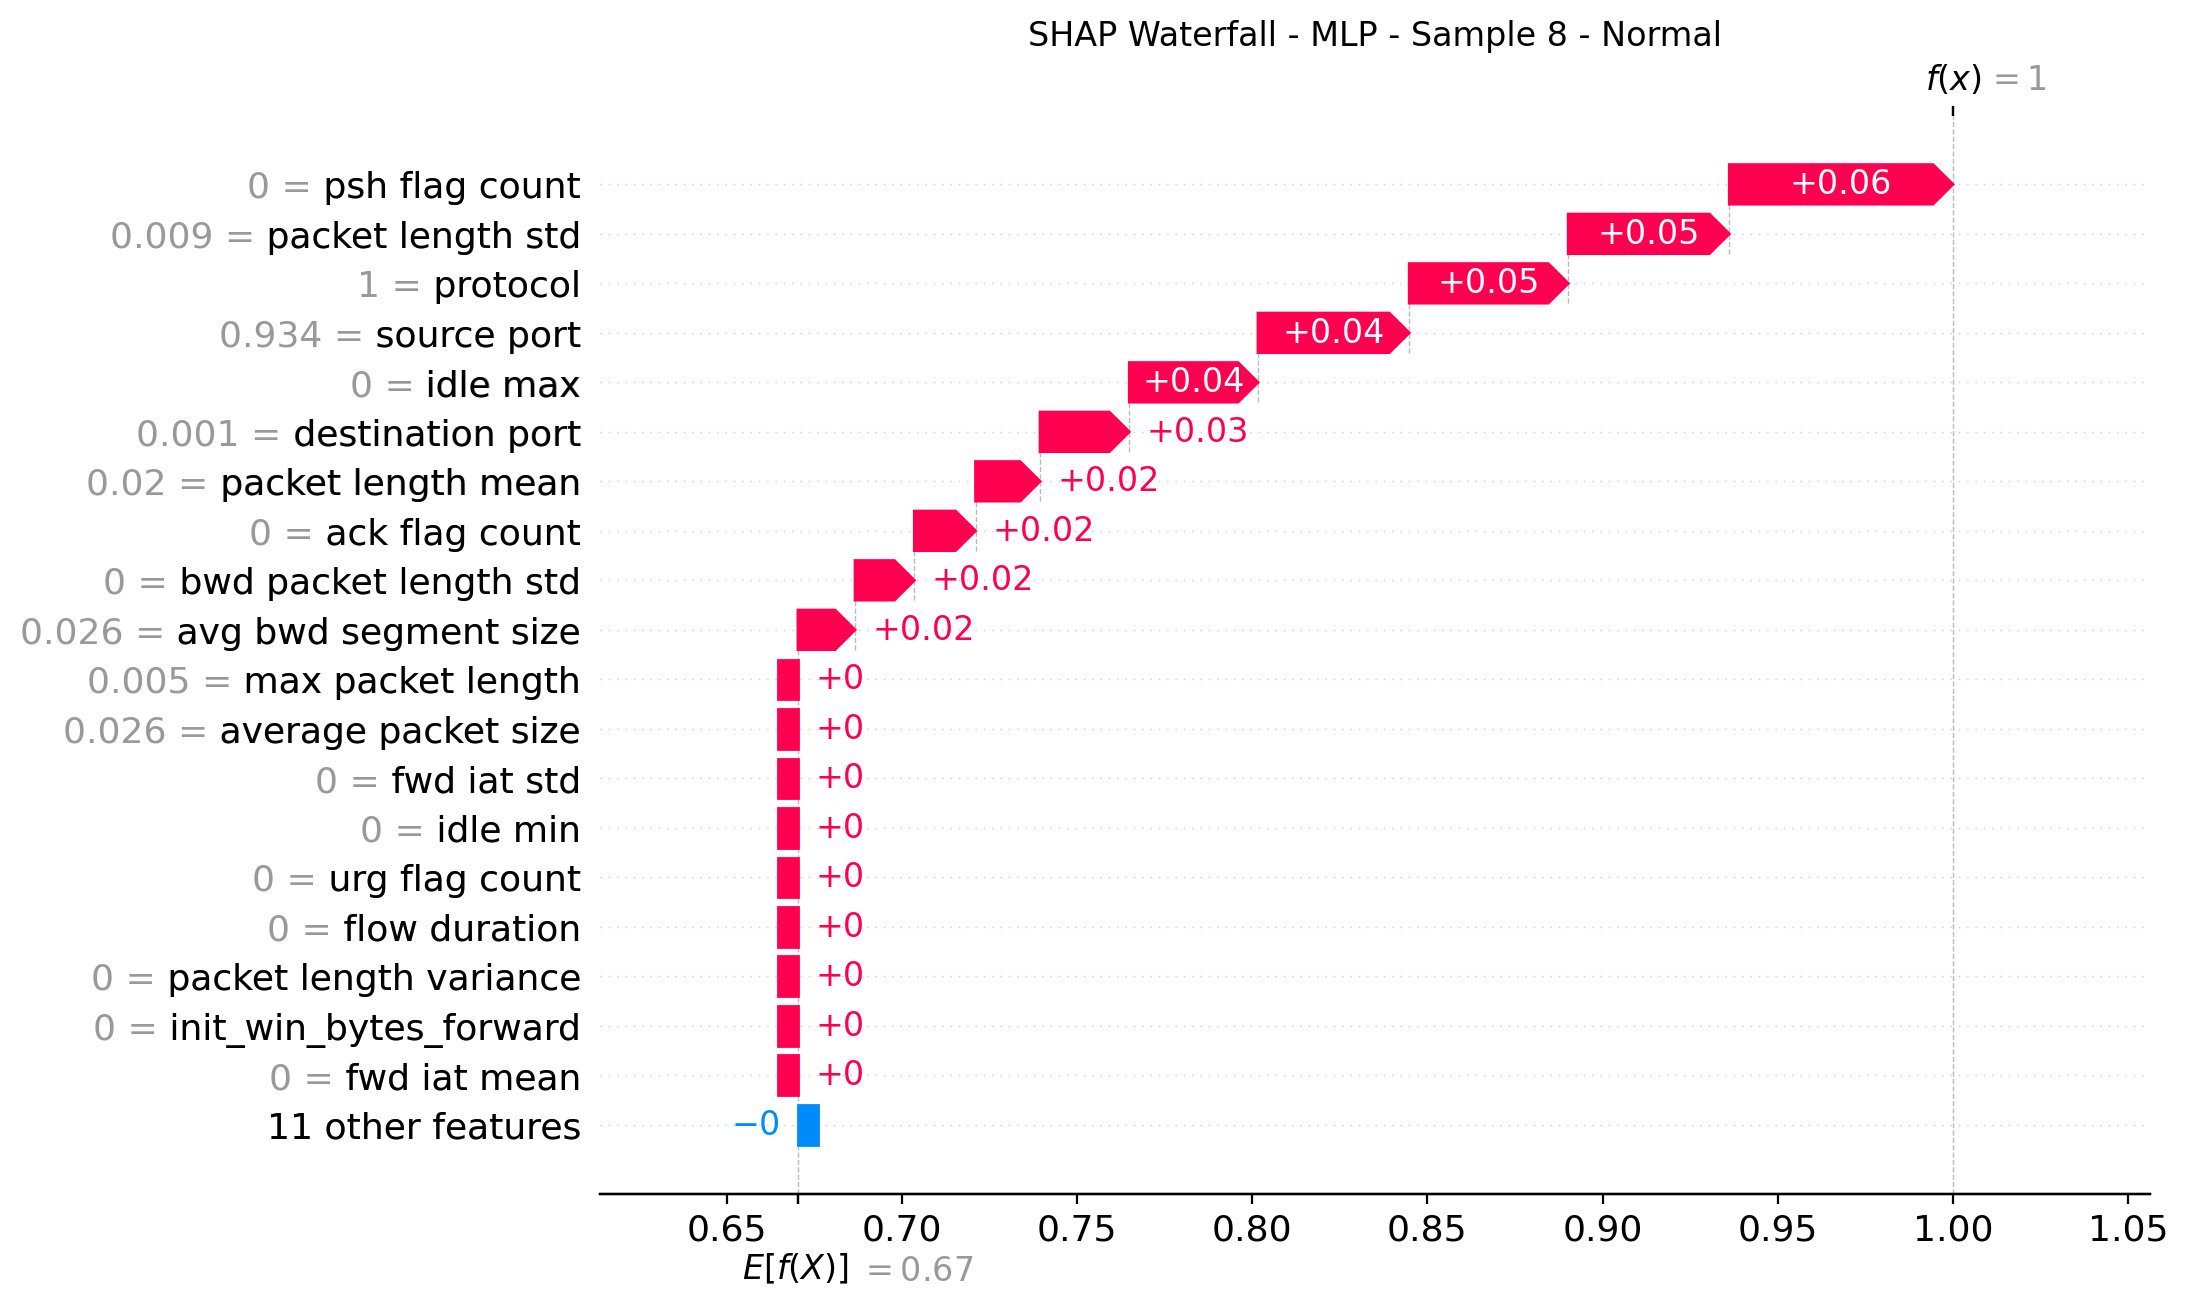 SHAP Waterfall - MLP - Sample 8 - Normal
f(x) = 1
0 = psh flag count +0.06
0.009 = packet length std +0.05
1 = protocol +0.05
0.934 = source port +0.04
0 = idle max +0.04
0.001 = destination port +0.03
0.02 = packet length mean +0.02
0 = ack flag count +0.02
0 = bwd packet length std +0.02
0.026 = avg bwd segment size +0.02
0.005 = max packet length +0
0.026 = average packet size +0
0 = fwd iat std +0
0 = idle min +0
0 = urg flag count +0
0 = flow duration +0
0 = packet length variance +0
0 = init_win_bytes_forward +0
0 = fwd iat mean +0
11 other features −0
0.65 0.70 0.75 0.80 0.85 0.90 0.95 1.00 1.05
E[f(X)] = 0.67